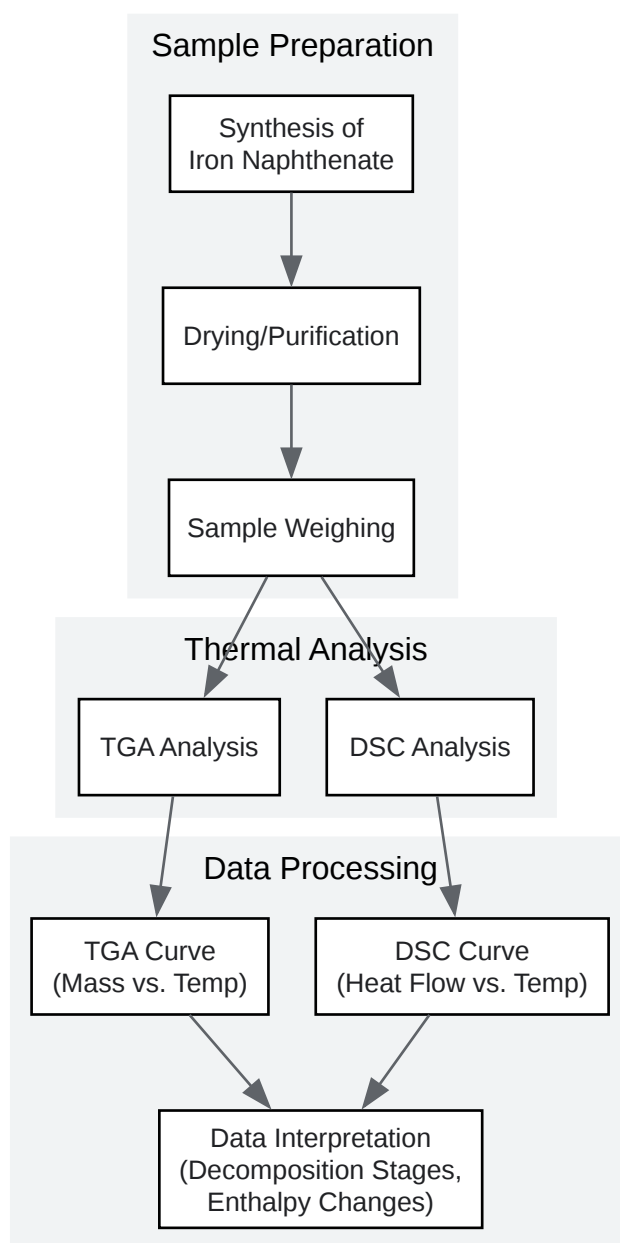 Sample Preparation
Synthesis of
Iron Naphthenate
Drying/Purification
Sample Weighing
Thermal Analysis
TGA Analysis
DSC Analysis
Data Processing
TGA Curve
(Mass vs. Temp)
DSC Curve
(Heat Flow vs. Temp)
Data Interpretation
(Decomposition Stages,
Enthalpy Changes)